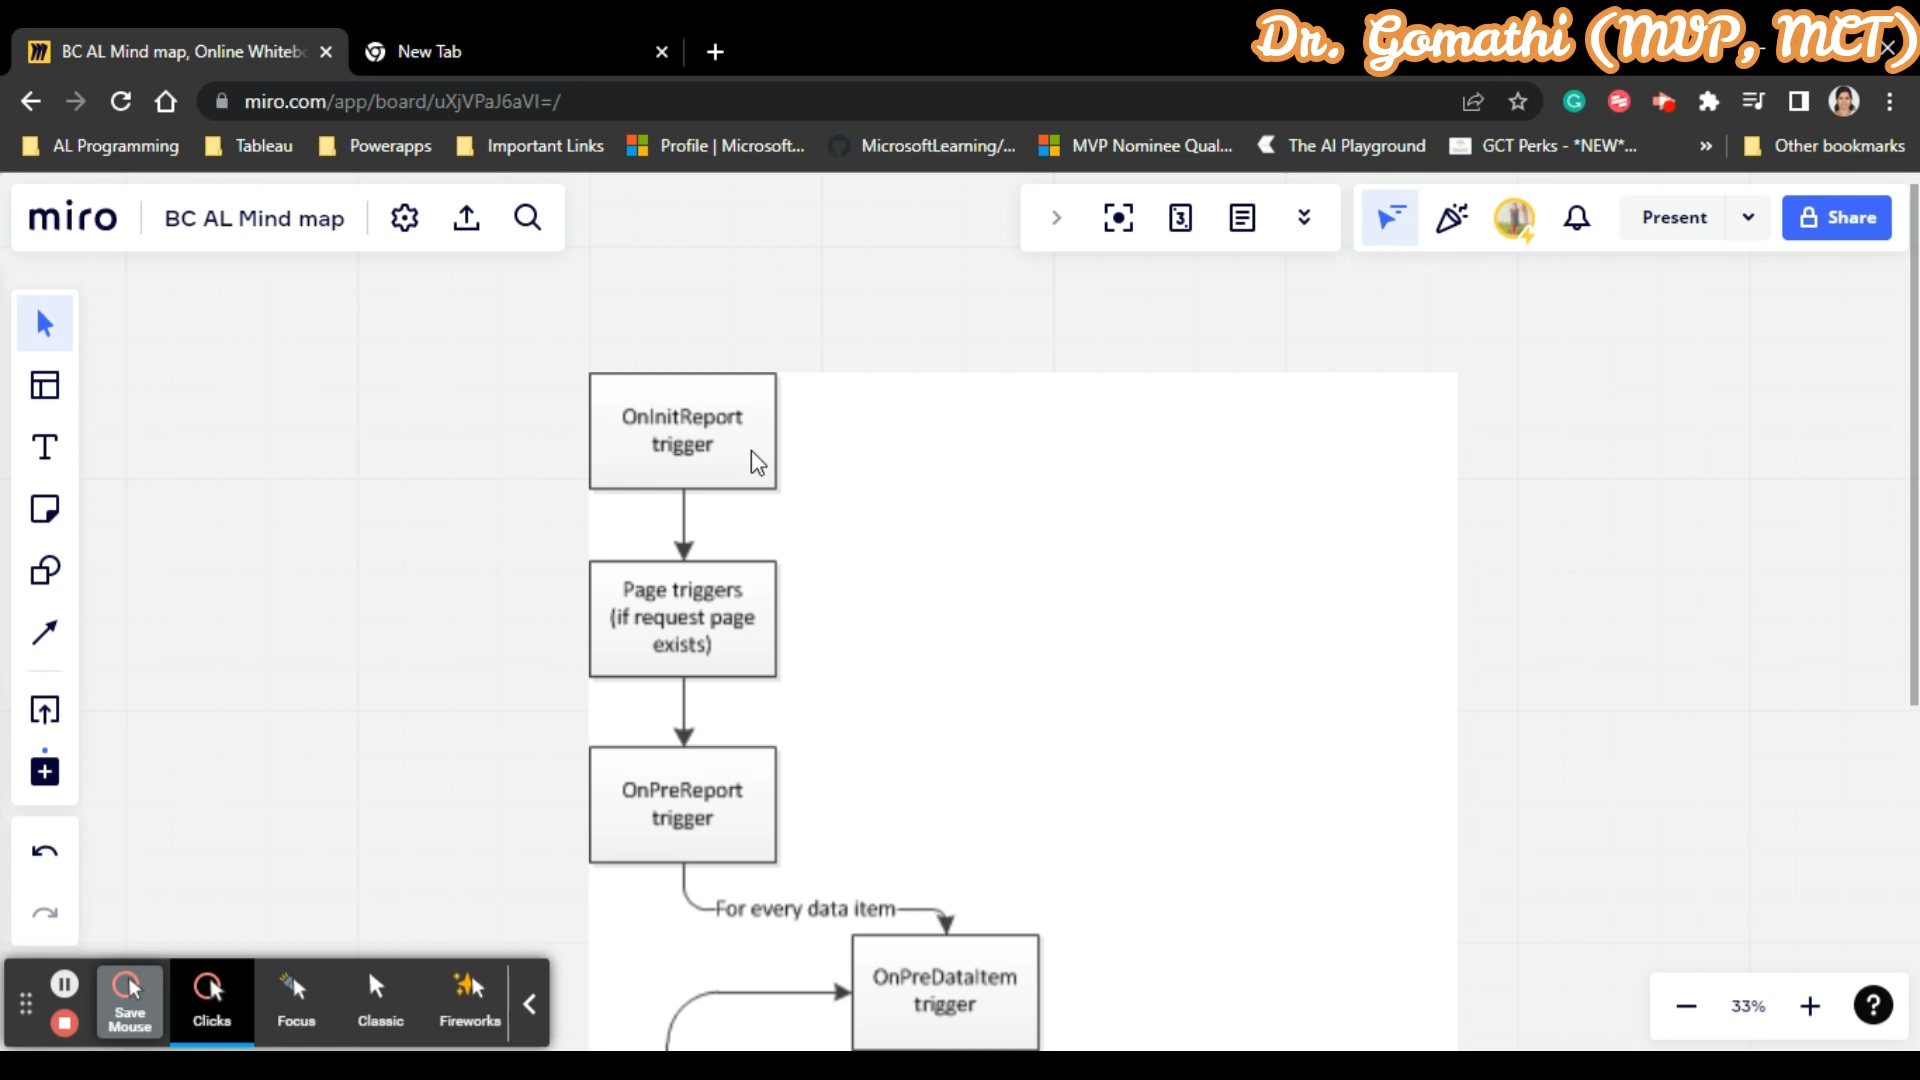 Dr. Gomathi (MVP, MCT)
BC AL Mind map, Online Whitebo
New Tab
miro.com/app/board/uXjVPaJ6aVI=/
AL Programming
Tableau
Powerapps
Important Links
Profile | Microsoft...
MicrosoftLearning/...
MVP Nominee Qual...
The AI Playground
GCT Perks - *NEW*...
»
Other bookmarks
miro
BC AL Mind map
3
Present
Share
OnInitReport
trigger
Page triggers
(if request page
exists)
OnPreReport
trigger
For every data item
OnPreDataItem
trigger
Save
Mouse
Clicks
Focus
Classic
Fireworks
33%